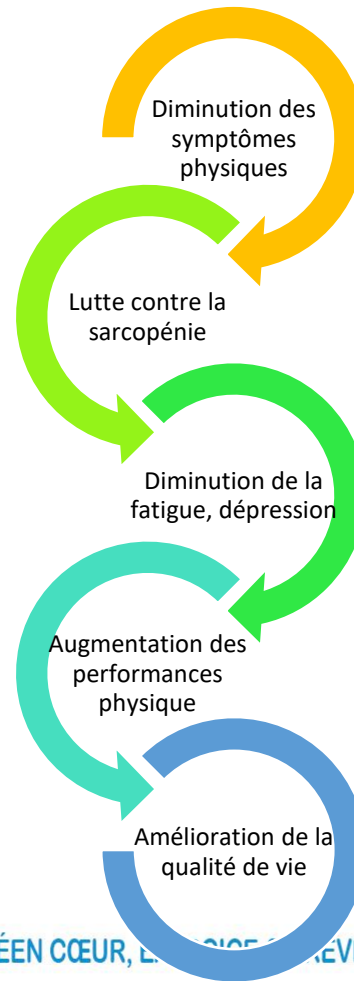 Diminution des
symptômes
physiques
Lutte contre la
sarcopénie
Diminution de la
fatigue, dépression
Augmentation des
performances
physique
Amélioration de la
qualité de vie
ÉEN CŒUR,